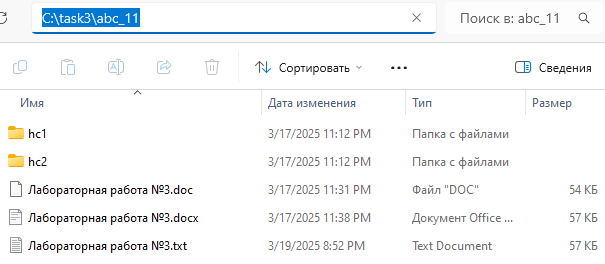 C:\task3\abc_11 Поиск в: abc_11
Сортировать Сведения
Имя Дата изменения Тип Размер
hc1 3/17/2025 11:12 PM Папка с файлами
hc2 3/17/2025 11:12 PM Папка с файлами
Лабораторная работа №3.doc 3/17/2025 11:31 PM Файл "DOC" 54 КБ
Лабораторная работа №3.docx 3/17/2025 11:38 PM Документ Office ... 57 КБ
Лабораторная работа №3.txt 3/19/2025 8:52 PM Text Document 57 КБ